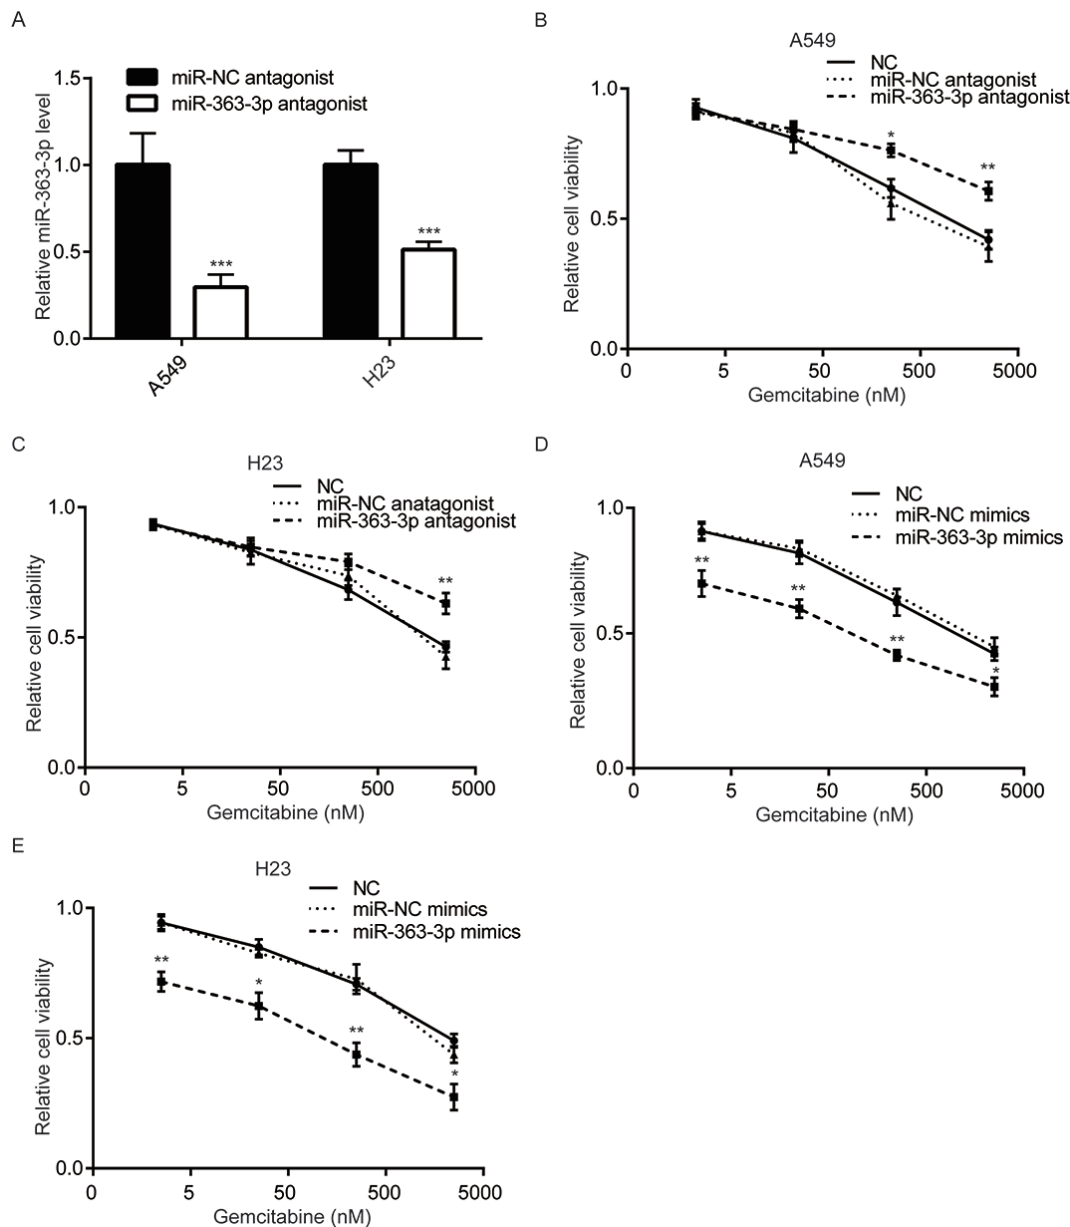 A
miR-NC antagonist
miR-363-3p antagonist
Relative miR-363-3p level
1.5
1.0
0.5
0.0
***
***
A549
H23
B
A549
NC
miR-NC antagonist
miR-363-3p antagonist
Relative cell viability
1.0
0.5
0.0
*
**
0 5 50 500 5000
Gemcitabine (nM)
C
H23
NC
miR-NC anatagonist
miR-363-3p antagonist
Relative cell viability
1.0
0.5
0.0
**
0 5 50 500 5000
Gemcitabine (nM)
D
A549
NC
miR-NC mimics
miR-363-3p mimics
Relative cell viability
1.0
0.5
0.0
**
**
**
*
0 5 50 500 5000
Gemcitabine (nM)
E
H23
NC
miR-NC mimics
miR-363-3p mimics
Relative cell viability
1.0
0.5
0.0
**
*
**
*
0 5 50 500 5000
Gemcitabine (nM)